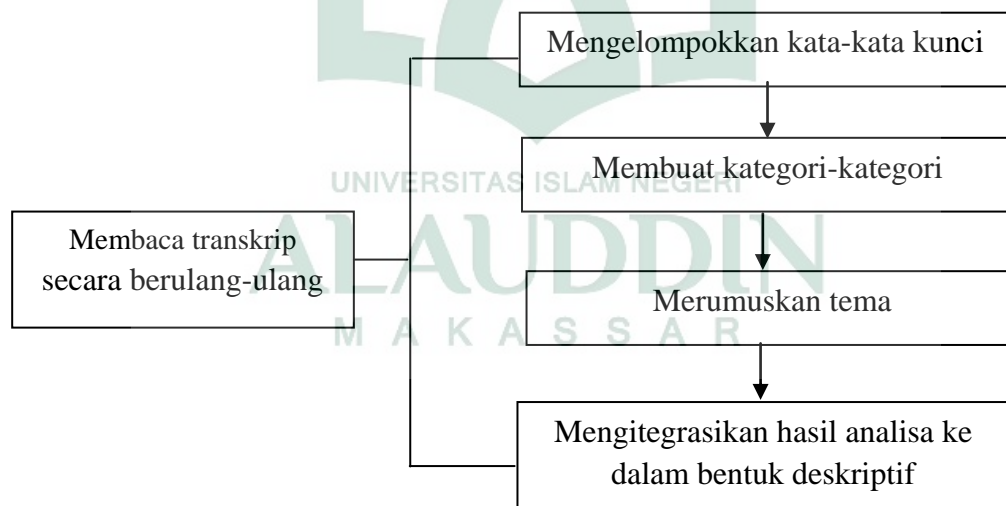 Mengelompokkan kata-kata kunci
Membuat kategori-kategori
UNIVERSITAS ISLAM NEGERI
Membaca transkrip
secara berulang-ulang
ALAUDDIN
Merumuskan tema
MAKASSAR
Mengitegrasikan hasil analisa ke
dalam bentuk deskriptif